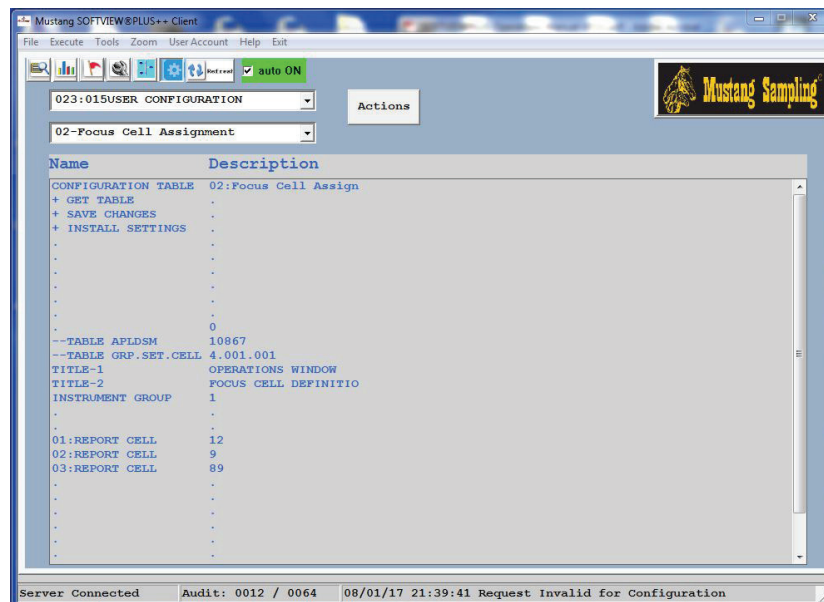 Mustang SOFTVIEW®PLUS++ Client
File Execute Tools Zoom User Account Help Exit
auto ON
023:015USER CONFIGURATION
Actions
Mustang Sampling
02-Focus Cell Assignment
Name Description
CONFIGURATION TABLE 02:Focus Cell Assign
+ GET TABLE .
+ SAVE CHANGES .
+ INSTALL SETTINGS .
. .
. .
. .
. .
. .
. .
. 0
--TABLE APLDSM 10867
--TABLE GRP.SET.CELL 4.001.001
TITLE-1 OPERATIONS WINDOW
TITLE-2 FOCUS CELL DEFINITIO
INSTRUMENT GROUP 1
. .
. .
01:REPORT CELL 12
02:REPORT CELL 9
03:REPORT CELL 89
. .
. .
. .
. .
. .
. .
Server Connected Audit: 0012 / 0064 08/01/17 21:39:41 Request Invalid for Configuration